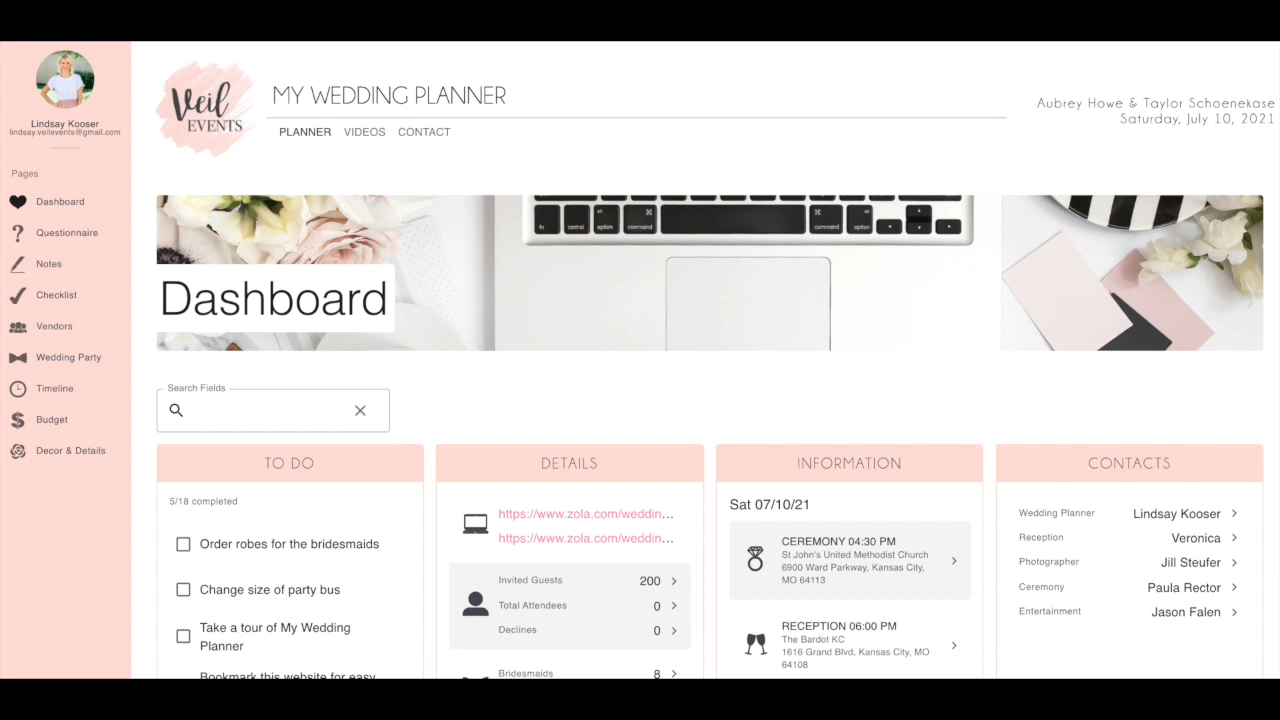 Lindsay Kooser
lindsay.veilevents@gmail.com
Pages
Dashboard
Questionnaire
Notes
Checklist
Vendors
Wedding Party
Timeline
Budget
Decor & Details
Veil
EVENTS
MY WEDDING PLANNER
PLANNER VIDEOS CONTACT
Aubrey Howe & Taylor Schoenekase
Saturday, July 10, 2021
fn control alt option ⌘ command ⌘ command alt option
Dashboard
Search Fields
TO DO
5/18 completed
Order robes for the bridesmaids
Change size of party bus
Take a tour of My Wedding
Planner
Bookmark this website for easy
DETAILS
https://www.zola.com/weddin...
https://www.zola.com/weddin...
Invited Guests 200
Total Attendees 0
Declines 0
Bridesmaids 8
INFORMATION
Sat 07/10/21
CEREMONY 04:30 PM
St John's United Methodist Church
6900 Ward Parkway, Kansas City,
MO 64113
RECEPTION 06:00 PM
The Bardot KC
1616 Grand Blvd, Kansas City, MO
64108
CONTACTS
Wedding Planner Lindsay Kooser
Reception Veronica
Photographer Jill Steufer
Ceremony Paula Rector
Entertainment Jason Falen